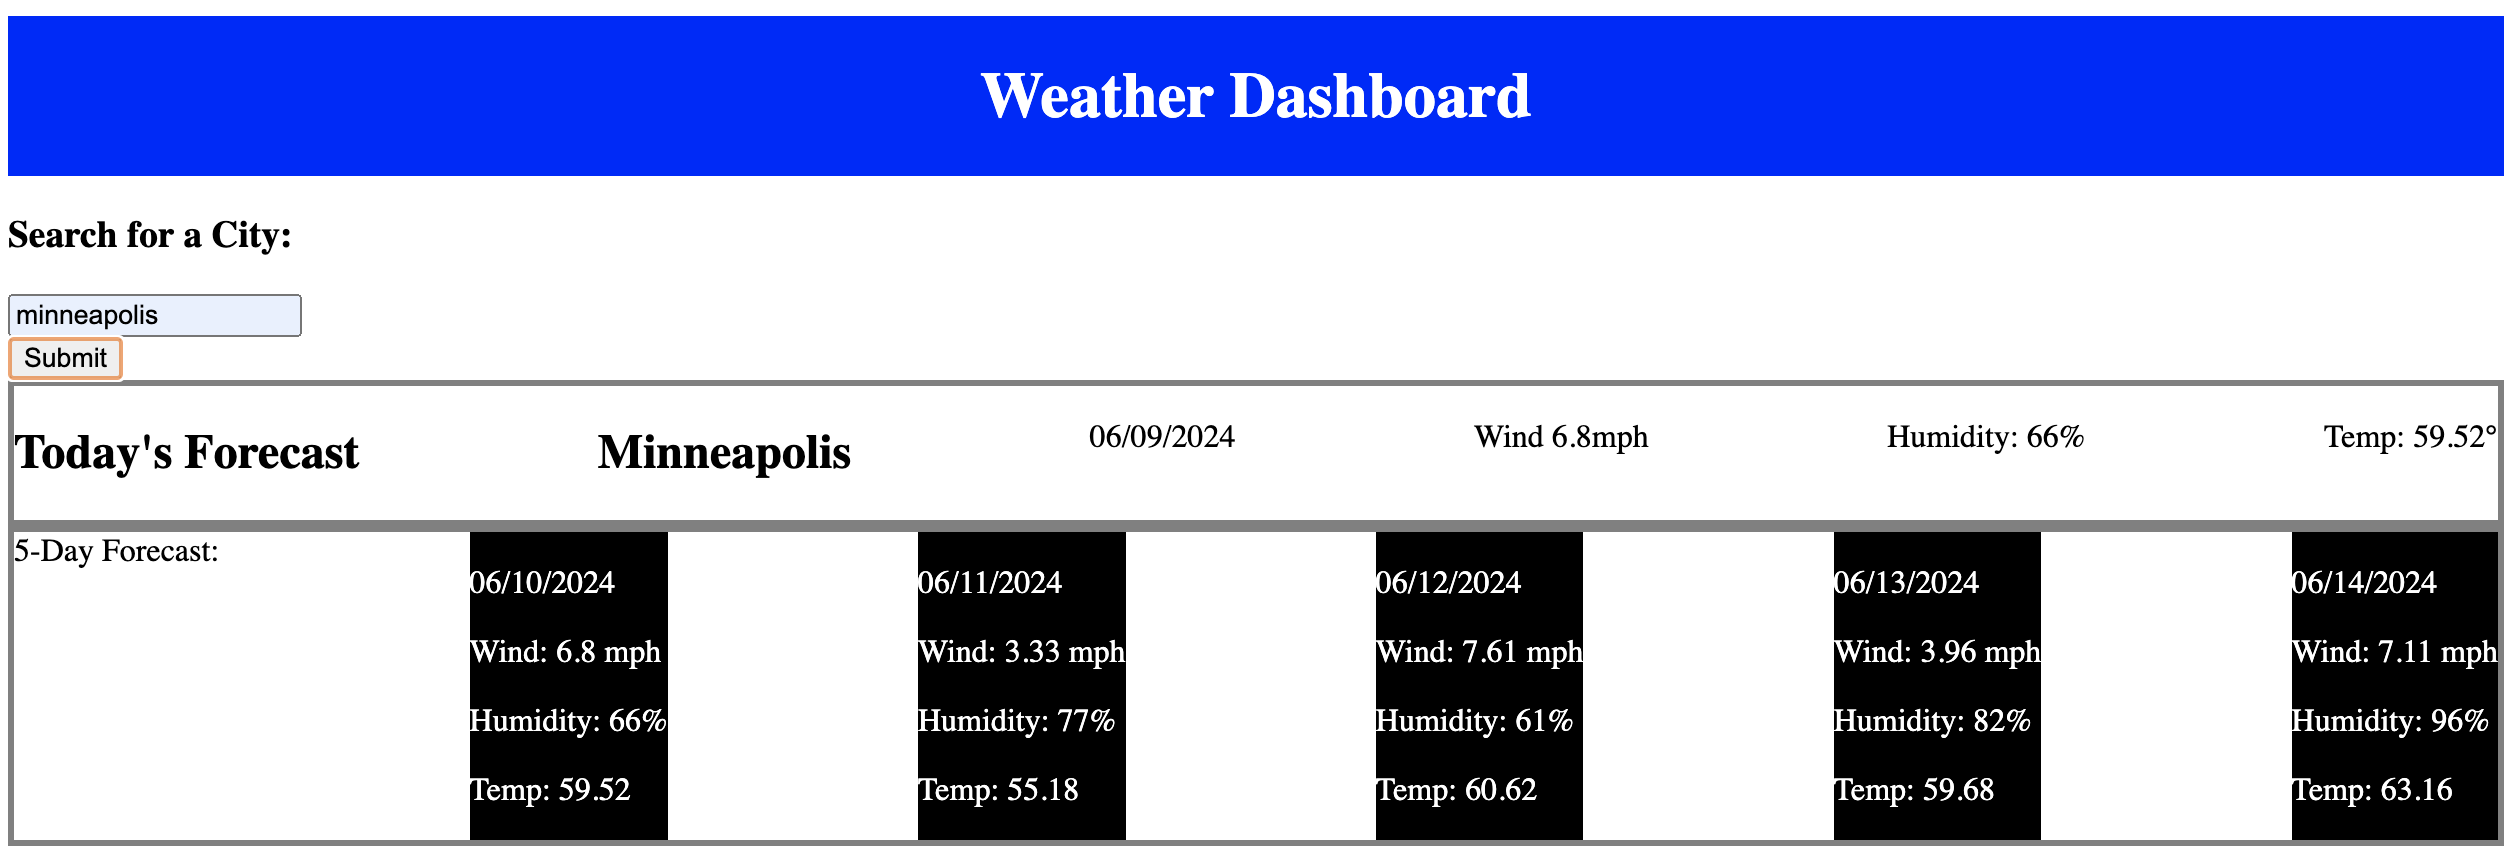 Weather Dashboard
Search for a City:
minneapolis
Submit
Today's Forecast
Minneapolis
06/09/2024
Wind 6.8mph
Humidity: 66%
Temp: 59.52°
5-Day Forecast:
06/10/2024
Wind: 6.8 mph
Humidity: 66%
Temp: 59.52
06/11/2024
Wind: 3.33 mph
Humidity: 77%
Temp: 55.18
06/12/2024
Wind: 7.61 mph
Humidity: 61%
Temp: 60.62
06/13/2024
Wind: 3.96 mph
Humidity: 82%
Temp: 59.68
06/14/2024
Wind: 7.11 mph
Humidity: 96%
Temp: 63.16